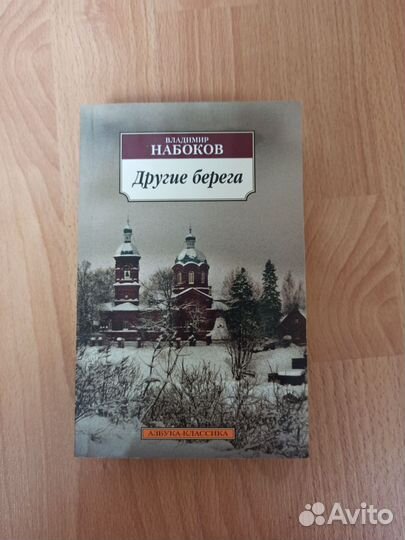 ВЛАДИМИР
НАБОКОВ
Другие берега
АЗБУКА-КЛАССИКА
Avito